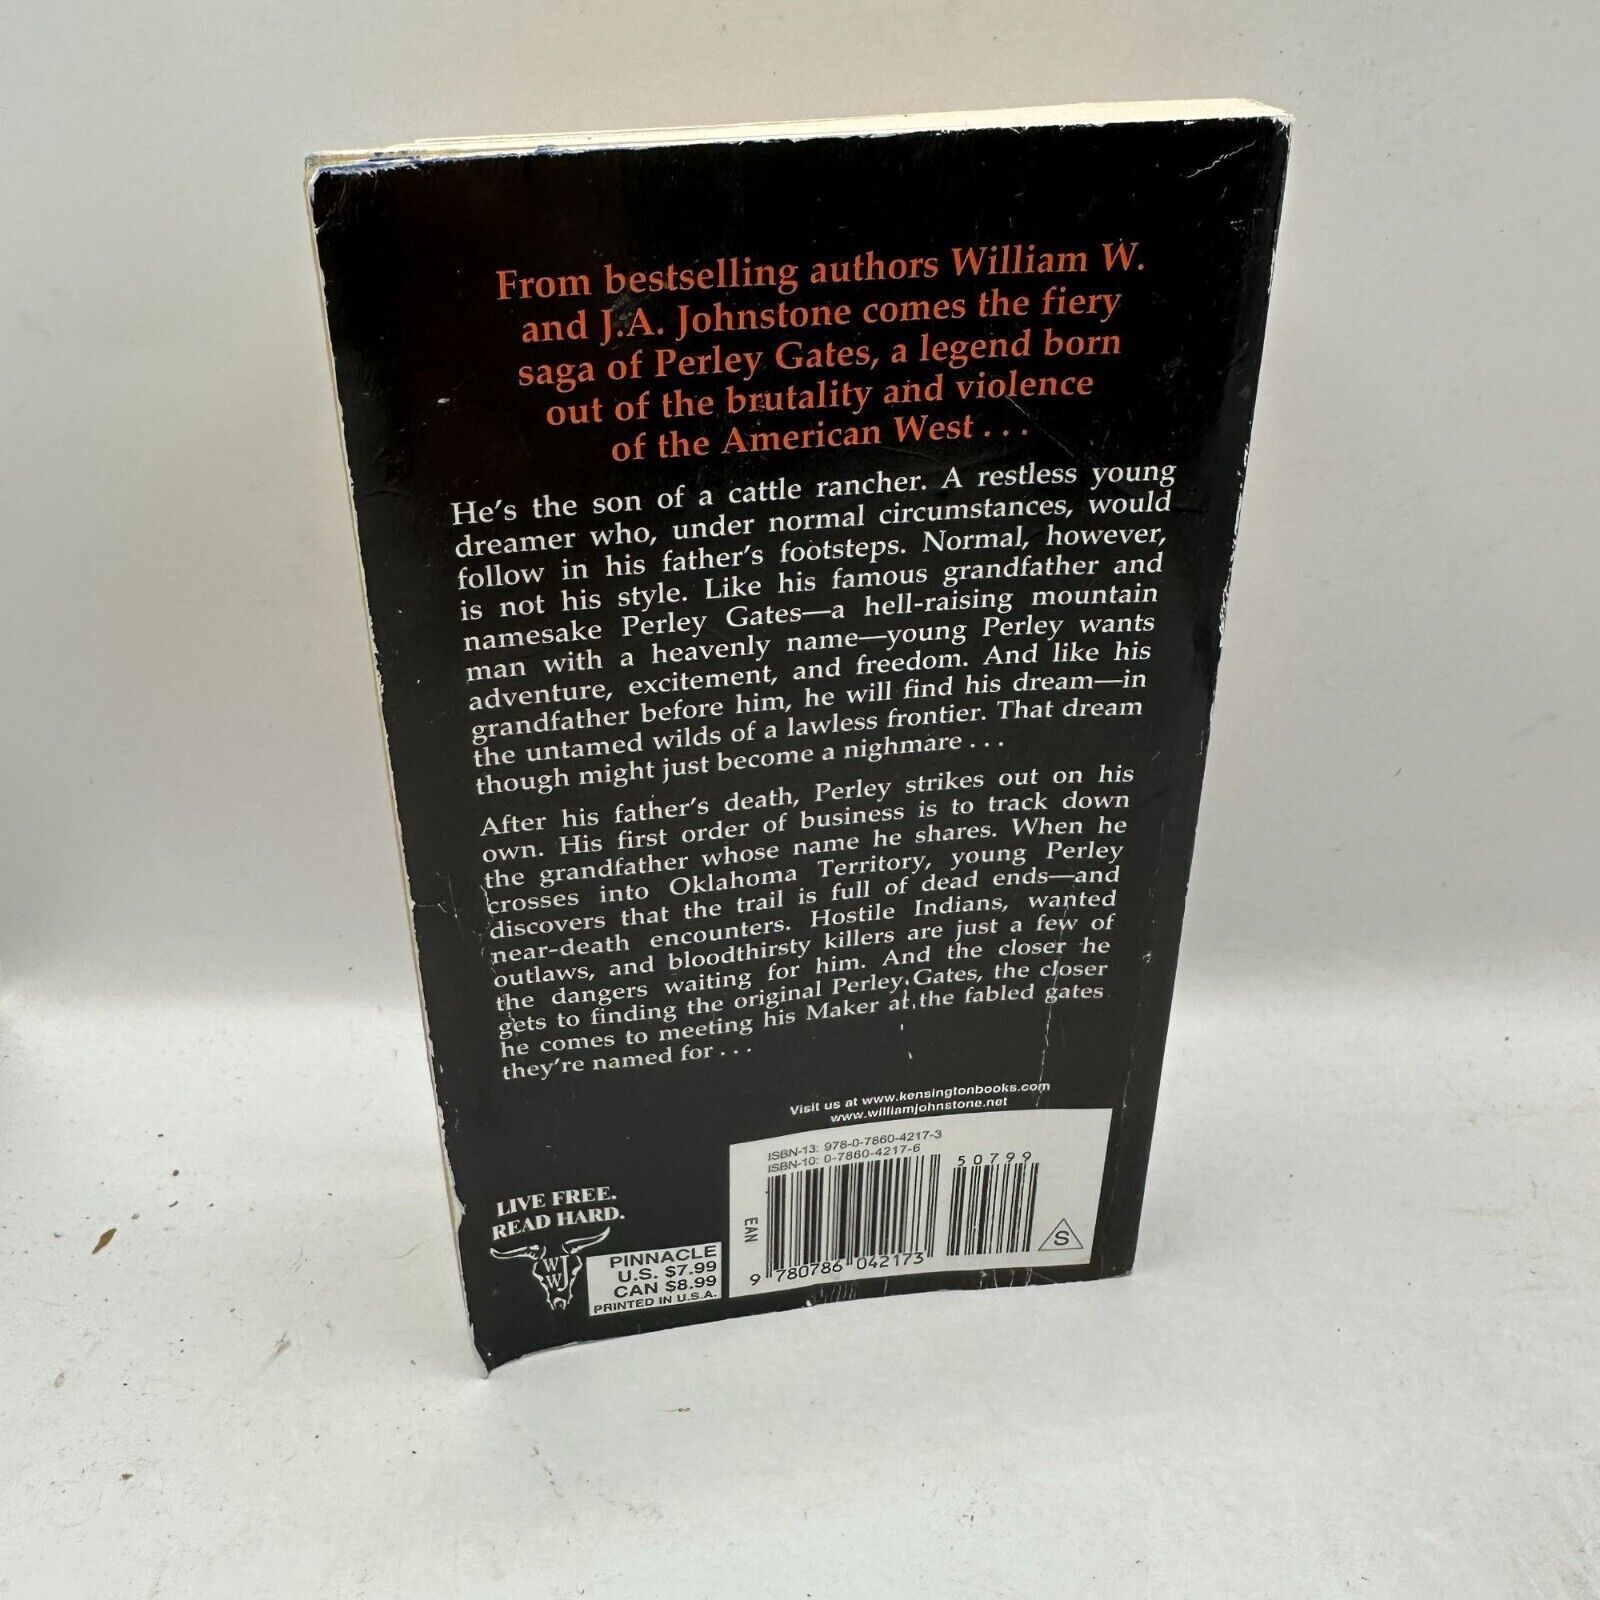 From bestselling authors William W.
and J.A. Johnstone comes the fiery
saga of Perley Gates, a legend born
out of the brutality and violence
of the American West . . .
He's the son of a cattle rancher. A restless young
dreamer who, under normal circumstances, would
follow in his father's footsteps. Normal, however,
is not his style. Like his famous grandfather and
namesake Perley Gates—a hell-raising mountain
man with a heavenly name—young Perley wants
adventure, excitement, and freedom. And like his
grandfather before him, he will find his dream—in
the untamed wilds of a lawless frontier. That dream
though might just become a nighmare . . .
After his father's death, Perley strikes out on his
own. His first order of business is to track down
the grandfather whose name he shares. When he
crosses into Oklahoma Territory, young Perley
discovers that the trail is full of dead ends—and
near-death encounters. Hostile Indians, wanted
outlaws, and bloodthirsty killers are just a few of
the dangers waiting for him. And the closer he
gets to finding the original Perley Gates, the closer
he comes to meeting his Maker at the fabled gates
they're named for . . .
Visit us at www.kensingtonbooks.com
www.williamjohnstone.net
ISBN-13: 978-0-7860-4217-3
ISBN-10: 0-7860-4217-6
50799
EAN
9 780786 042173
S
LIVE FREE.
READ HARD.
WJ
W
PINNACLE
U.S. $7.99
CAN $8.99
PRINTED IN U.S.A.